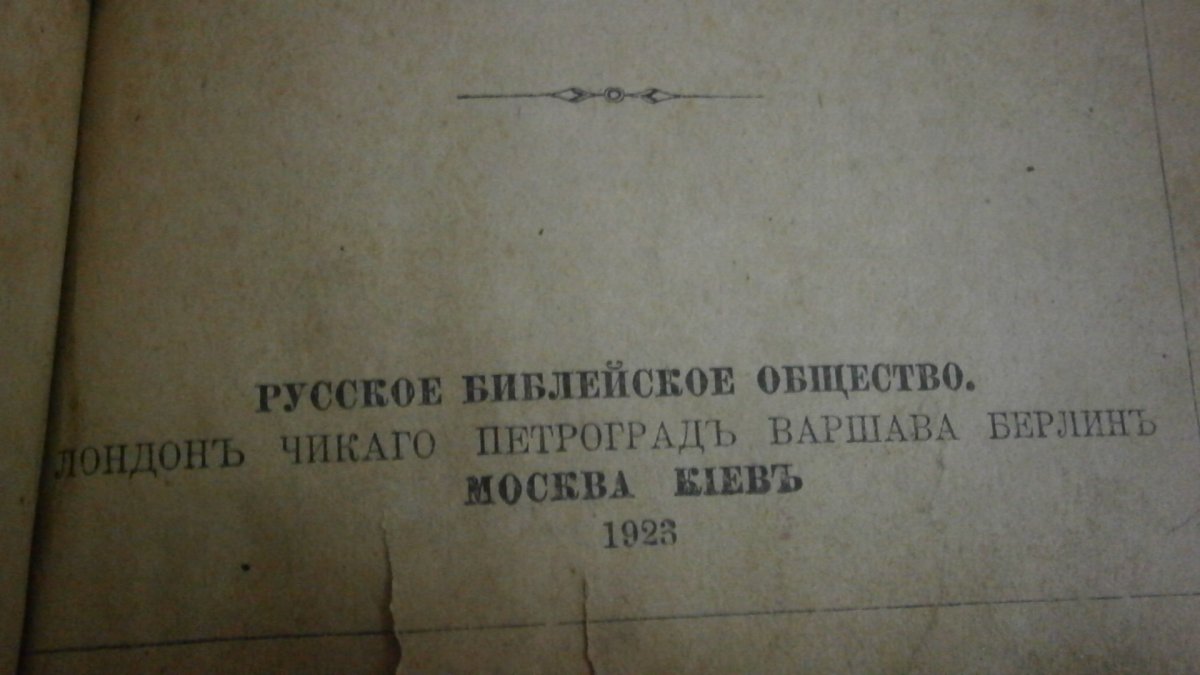 РУССКОЕ БИБЛЕЙСКОЕ ОБЩЕСТВО.
ЛОНДОНЪ ЧИКАГО ПЕТРОГРАДЪ ВАРШАВА БЕРЛИНЪ
МОСКВА КІЕВЪ
1923